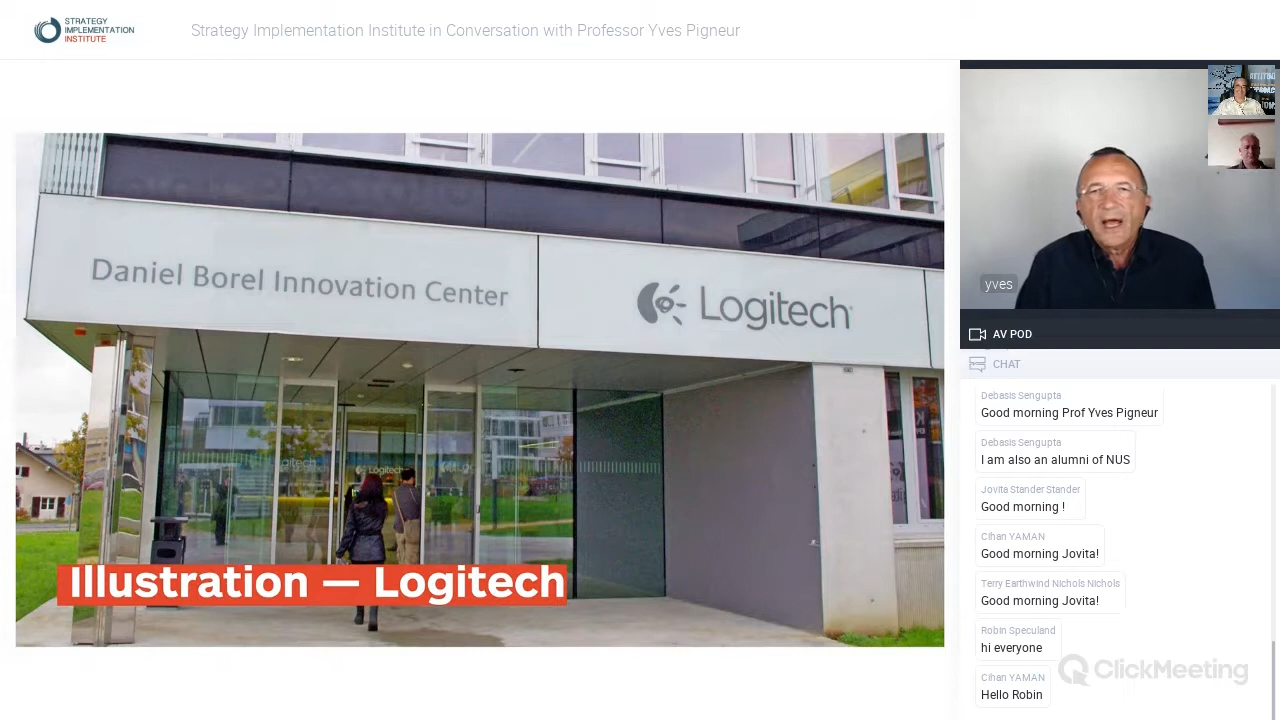 STRATEGY
IMPLEMENTATION
INSTITUTE
Strategy Implementation Institute in Conversation with Professor Yves Pigneur
Daniel Borel Innovation Center
Logitech
Logitech
Illustration — Logitech
yves
AV POD
CHAT
Debasis Sengupta
Good morning Prof Yves Pigneur
Debasis Sengupta
I am also an alumni of NUS
Jovita Stander Stander
Good morning !
Cihan YAMAN
Good morning Jovita!
Terry Earthwind Nichols Nichols
Good morning Jovita!
Robin Speculand
hi everyone
Cihan YAMAN
Hello Robin
ClickMeeting